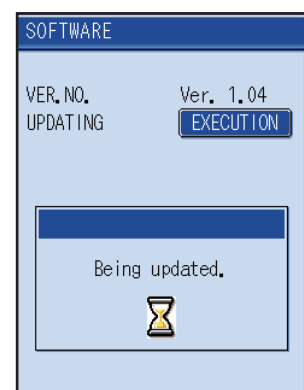 SOFTWARE
VER.NO. Ver. 1.04
UPDATING EXECUTION
Being updated.